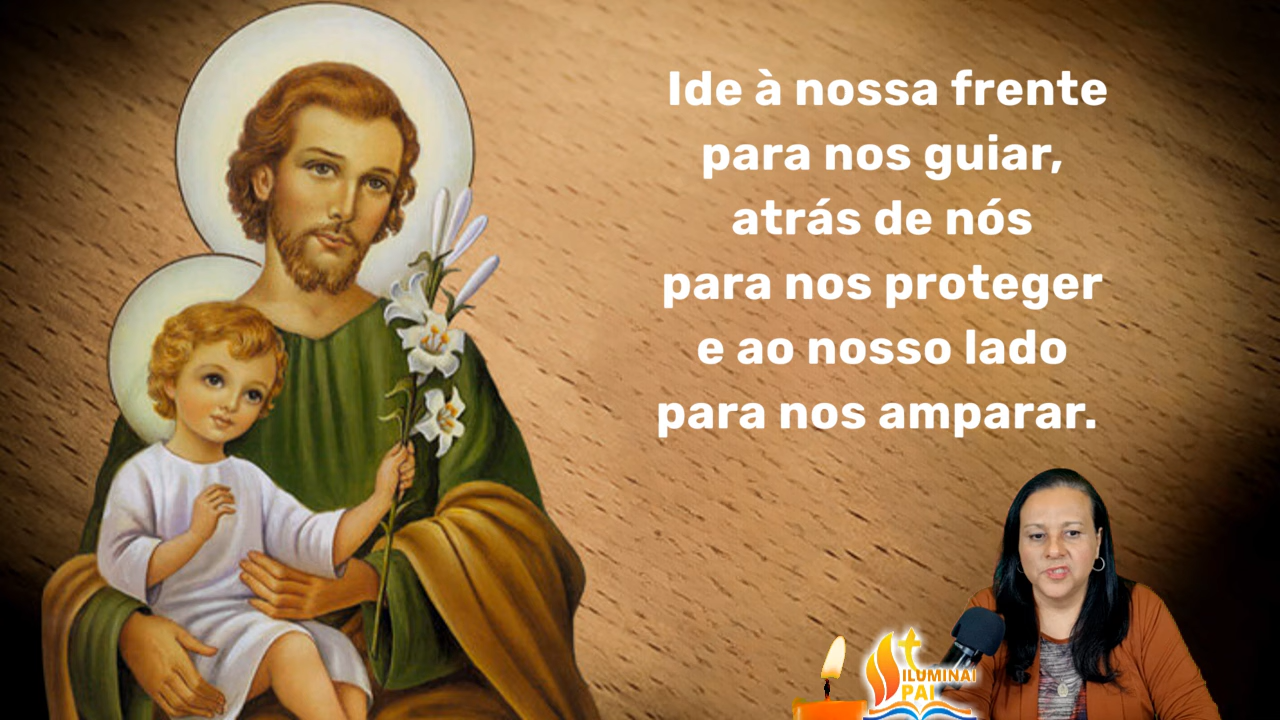 Ide à nossa frente
para nos guiar,
atrás de nós
para nos proteger
e ao nosso lado
para nos amparar.
ILUMINAI
PAI